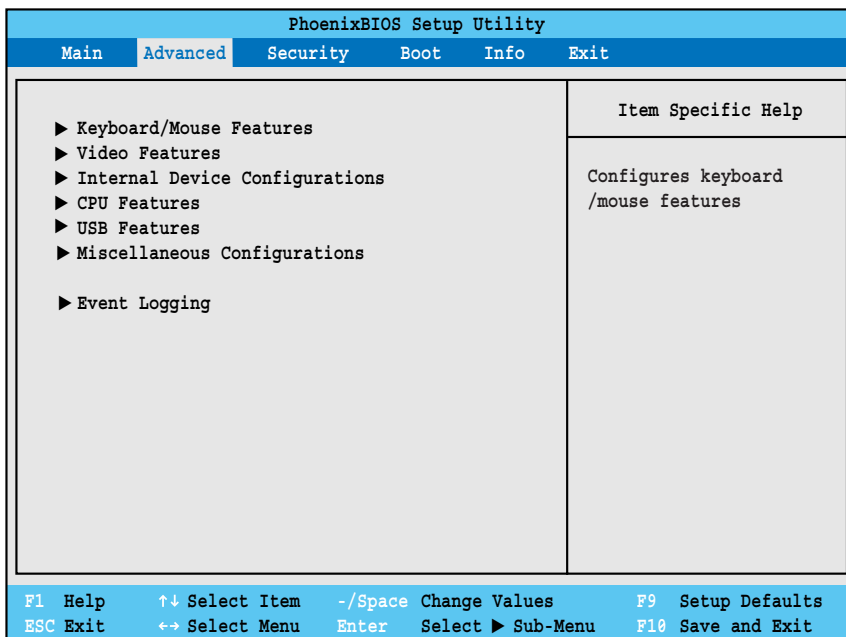 PhoenixBIOS Setup Utility
Main Advanced Security Boot Info Exit
▶ Keyboard/Mouse Features
▶ Video Features
▶ Internal Device Configurations
▶ CPU Features
▶ USB Features
▶ Miscellaneous Configurations
▶ Event Logging
Item Specific Help
Configures keyboard
/mouse features
F1 Help ↑↓ Select Item -/Space Change Values F9 Setup Defaults
ESC Exit ←→ Select Menu Enter Select ▶ Sub-Menu F10 Save and Exit